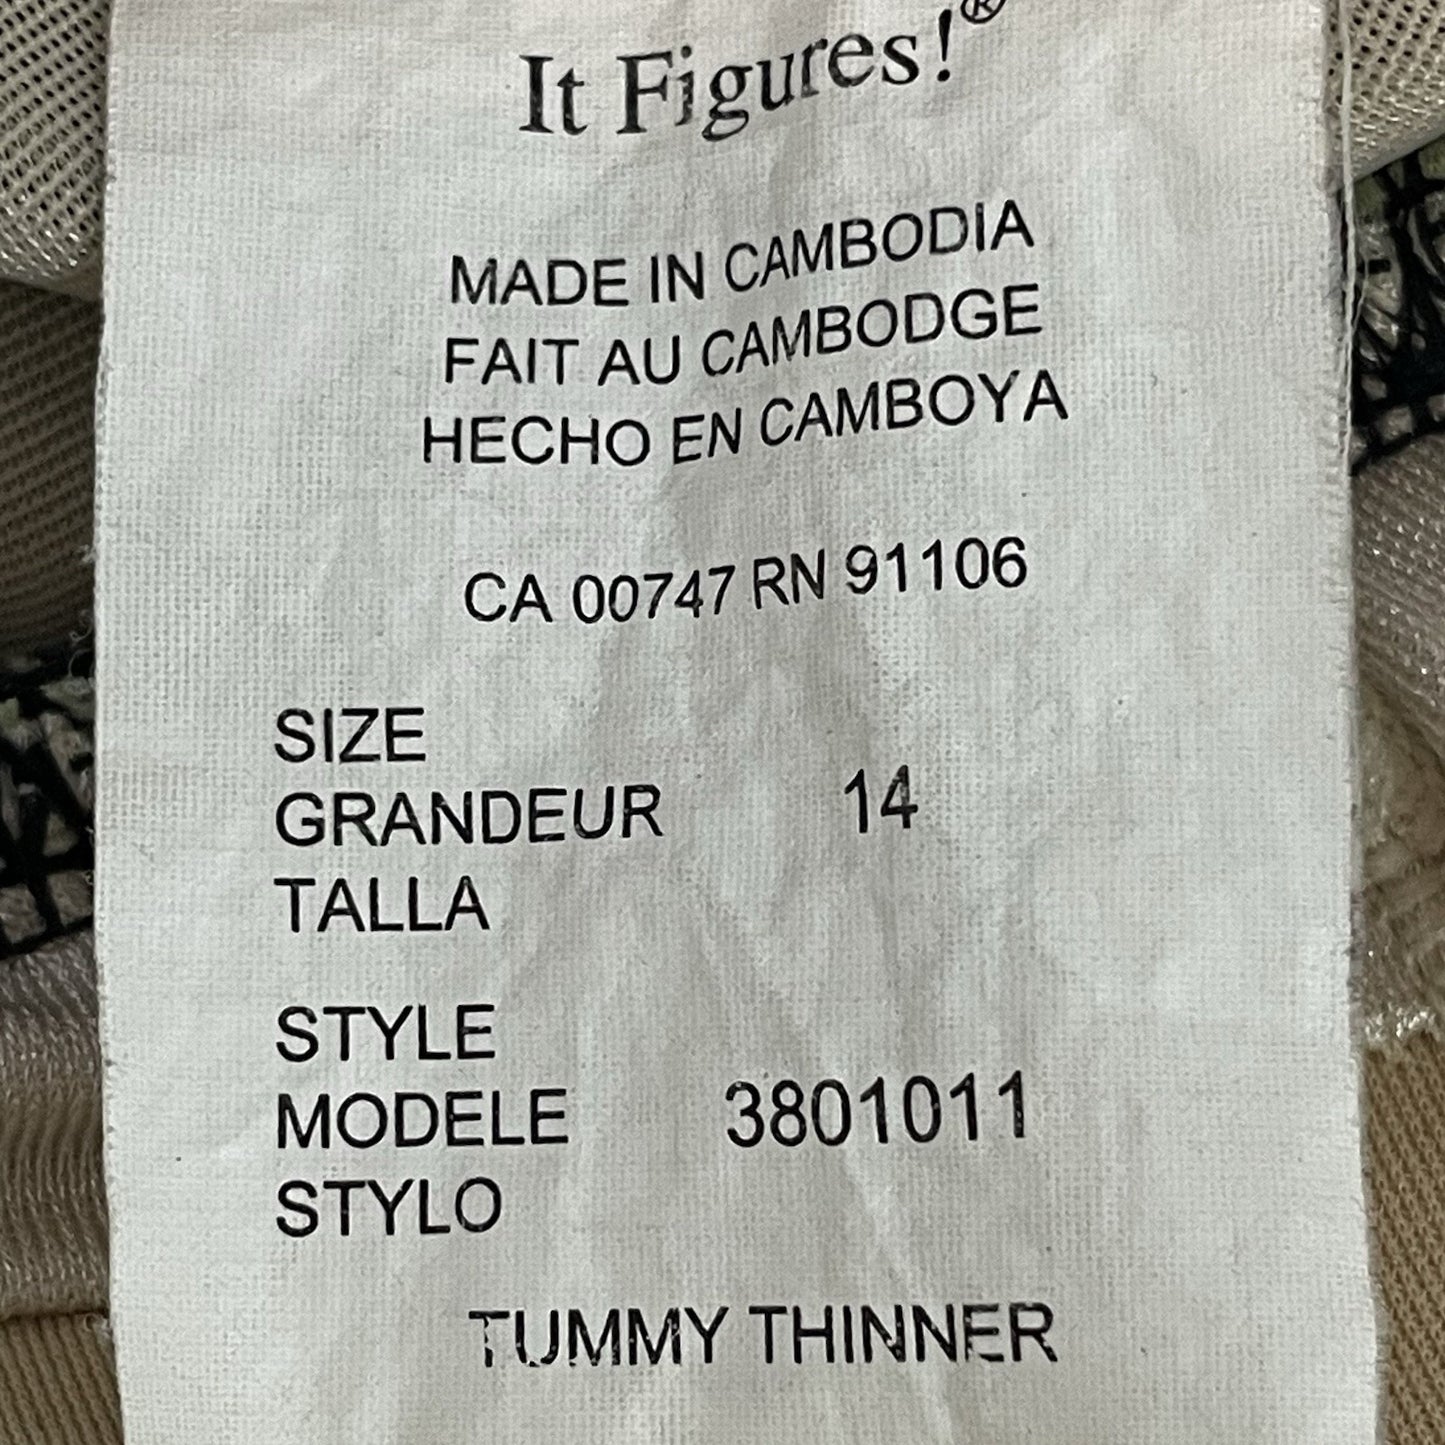 It Figures!®
MADE IN CAMBODIA
FAIT AU CAMBODGE
HECHO EN CAMBOYA
CA 00747 RN 91106
SIZE
GRANDEUR 14
TALLA
STYLE
MODELE 3801011
STYLO
TUMMY THINNER